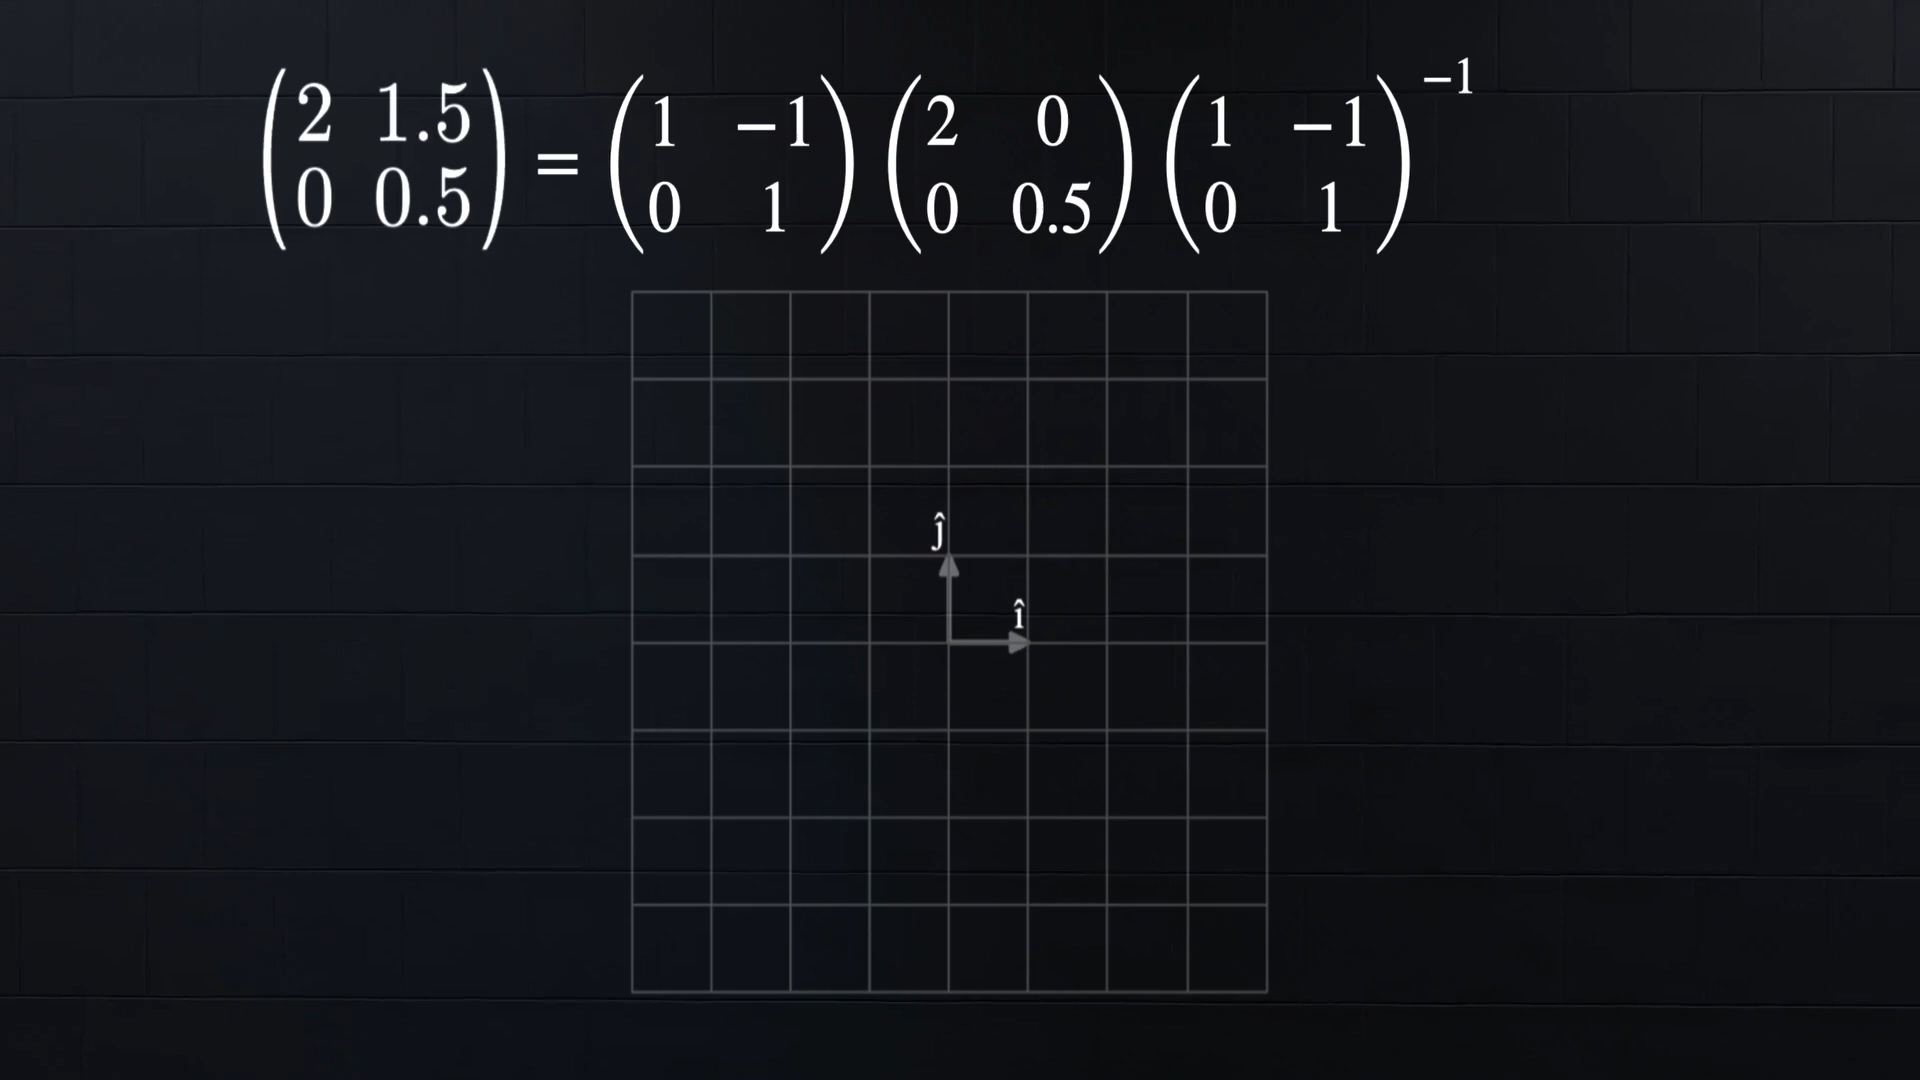 (2 1.5
0 0.5) = (1 −1
0 1) (2 0
0 0.5) (1 −1
0 1)⁻¹
ĵ
î